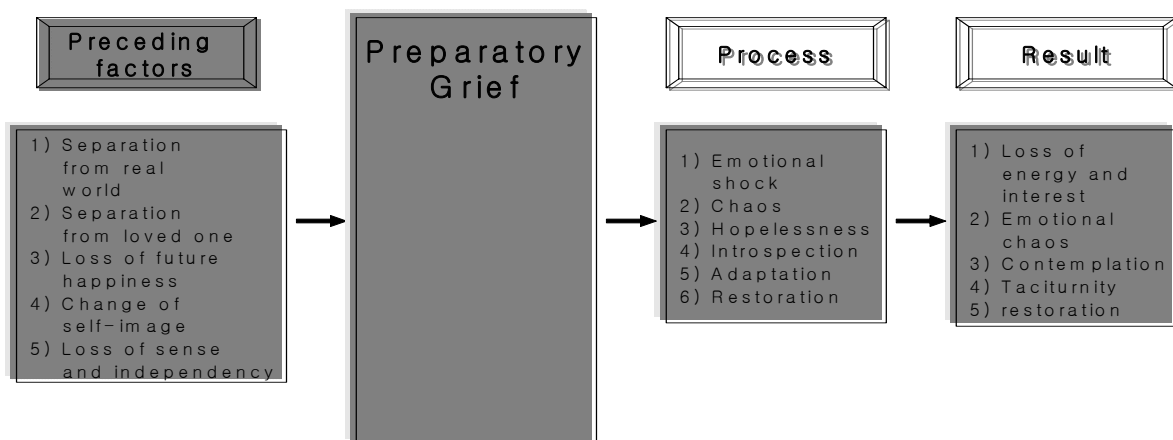 Preceding
factors
1) Separation
from real
world
2) Separation
from loved one
3) Loss of future
happiness
4) Change of
self-image
5) Loss of sense
and independency
Preparatory
Grief
Process
1) Emotional
shock
2) Chaos
3) Hopelessness
4) Introspection
5) Adaptation
6) Restoration
Result
1) Loss of
energy and
interest
2) Emotional
chaos
3) Contemplation
4) Taciturnity
5) restoration